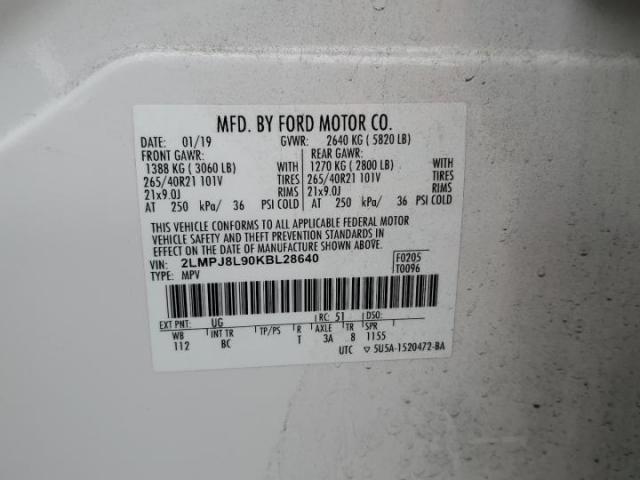 MFD. BY FORD MOTOR CO.
DATE: 01/19 GVWR: 2640 KG ( 5820 LB)
FRONT GAWR: REAR GAWR:
1388 KG ( 3060 LB) WITH 1270 KG ( 2800 LB) WITH
265/40R21 101V TIRES 265/40R21 101V TIRES
21x9.0J RIMS 21x9.0J RIMS
AT 250 kPa/ 36 PSI COLD AT 250 kPa/ 36 PSI COLD
THIS VEHICLE CONFORMS TO ALL APPLICABLE FEDERAL MOTOR
VEHICLE SAFETY AND THEFT PREVENTION STANDARDS IN
EFFECT ON THE DATE OF MANUFACTURE SHOWN ABOVE.
VIN: 2LMPJ8L90KBL28640 F0205
TYPE: MPV T0096
EXT PNT: UG RC: 51 DSO:
WB INT TR TP/PS R AXLE TR SPR
112 BC T 3A 8 1155
UTC ▽ 5U5A-1520472-BA